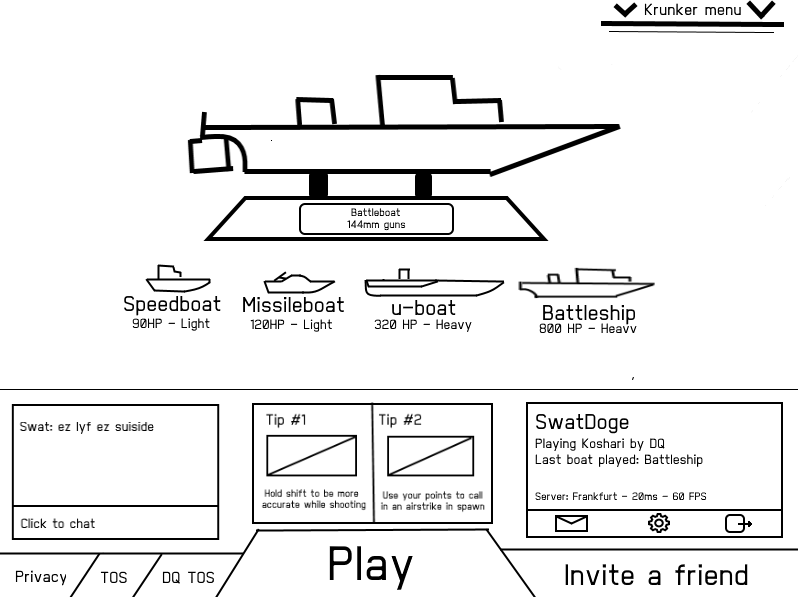 Krunker menu
Battleboat
144mm guns
Speedboat
90HP - Light
Missileboat
120HP - Light
u-boat
320 HP - Heavy
Battleship
800 HP - Heavy
Swat: ez lyf ez suiside
Click to chat
Tip #1
Hold shift to be more
accurate while shooting
Tip #2
Use your points to call
in an airstrike in spawn
SwatDoge
Playing Koshari by DQ
Last boat played: Battleship
Server: Frankfurt - 20ms - 60 FPS
Privacy
TOS
DQ TOS
Play
Invite a friend